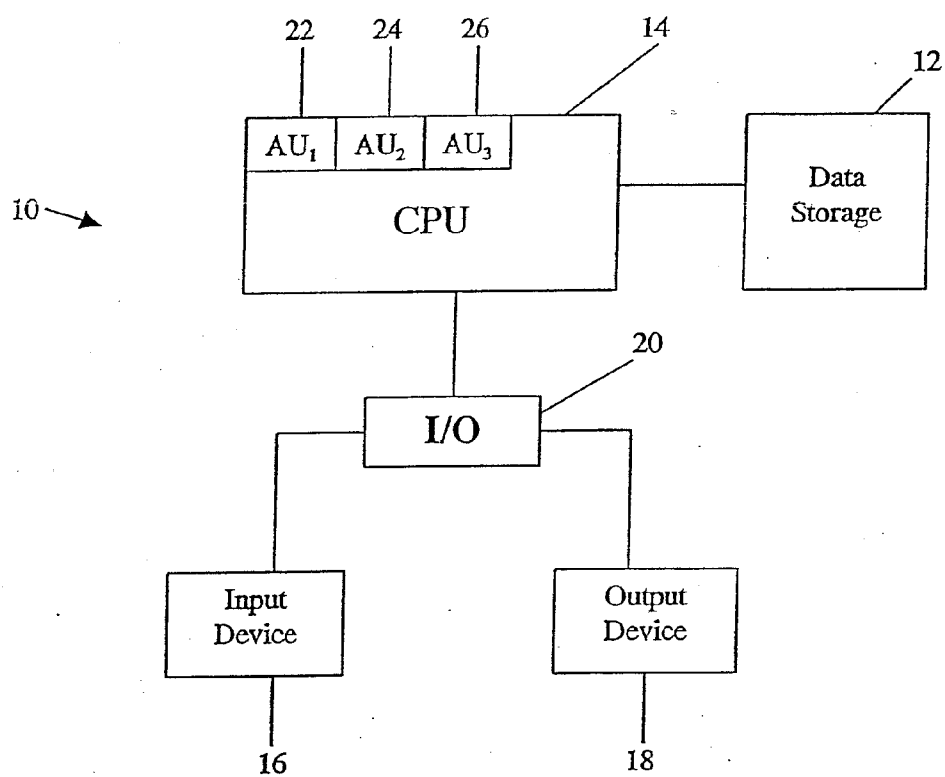 22 24 26 14 12
AU₁ AU₂ AU₃
10
CPU
Data
Storage
20
I/O
Input
Device
Output
Device
16 18